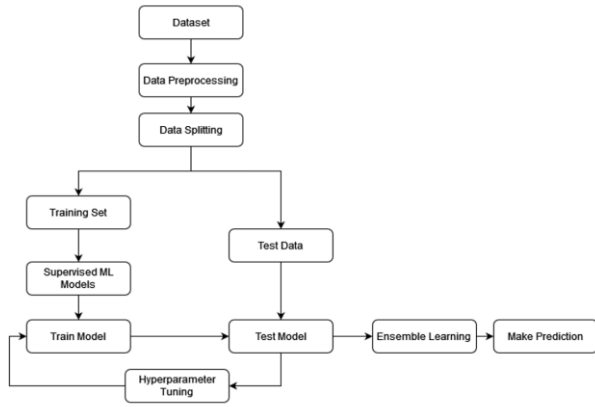 Dataset
Data Preprocessing
Data Splitting
Training Set
Test Data
Supervised ML
Models
Train Model
Test Model
Ensemble Learning
Make Prediction
Hyperparameter
Tuning